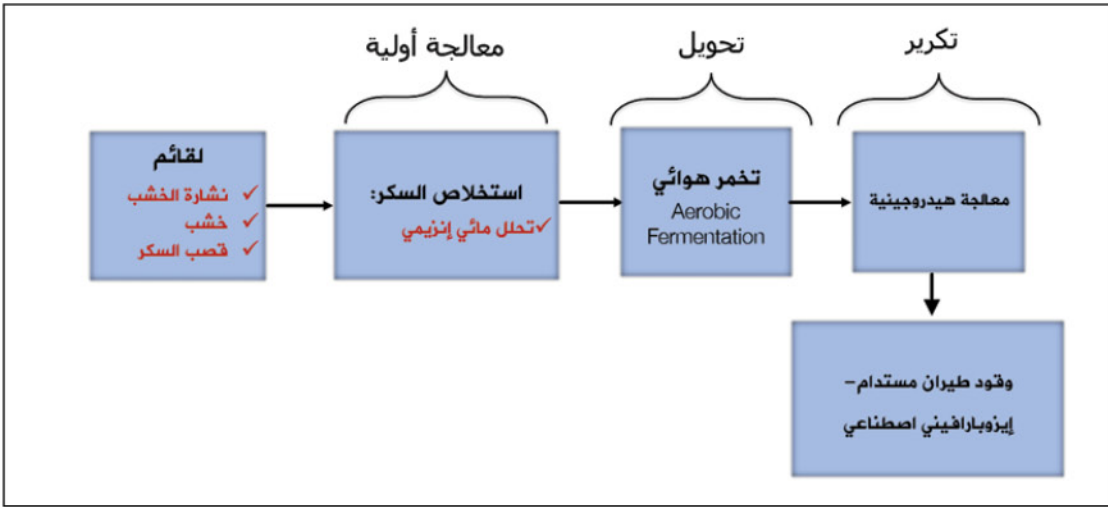 معالجة أولية
تحويل
تكرير
لقائم
✓ نشارة الخشب
✓ خشب
✓ قصب السكر
استخلاص السكر:
✓تحلل مائي إنزيمي
تخمر هوائي
Aerobic
Fermentation
معالجة هيدروجينية
وقود طيران مستدام–
إيزوبارافيني اصطناعي